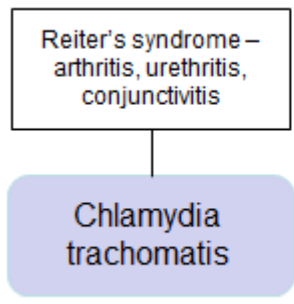 Reiter's syndrome –
arthritis, urethritis,
conjunctivitis
Chlamydia
trachomatis